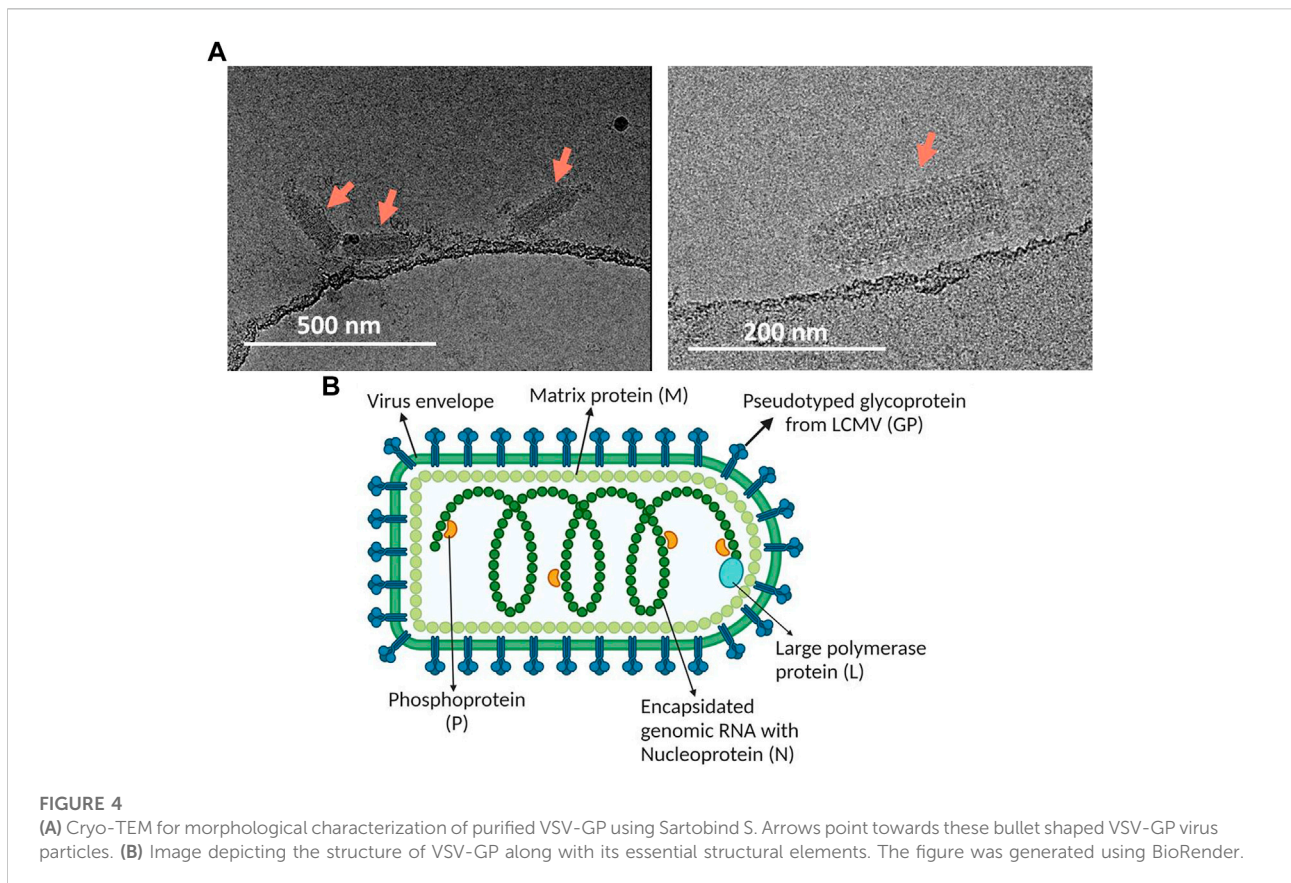 A
500 nm
200 nm
B
Virus envelope
Matrix protein (M)
Pseudotyped glycoprotein
from LCMV (GP)
Phosphoprotein
(P)
Encapsidated
genomic RNA with
Nucleoprotein (N)
Large polymerase
protein (L)
FIGURE 4
(A) Cryo-TEM for morphological characterization of purified VSV-GP using Sartobind S. Arrows point towards these bullet shaped VSV-GP virus
particles. (B) Image depicting the structure of VSV-GP along with its essential structural elements. The figure was generated using BioRender.